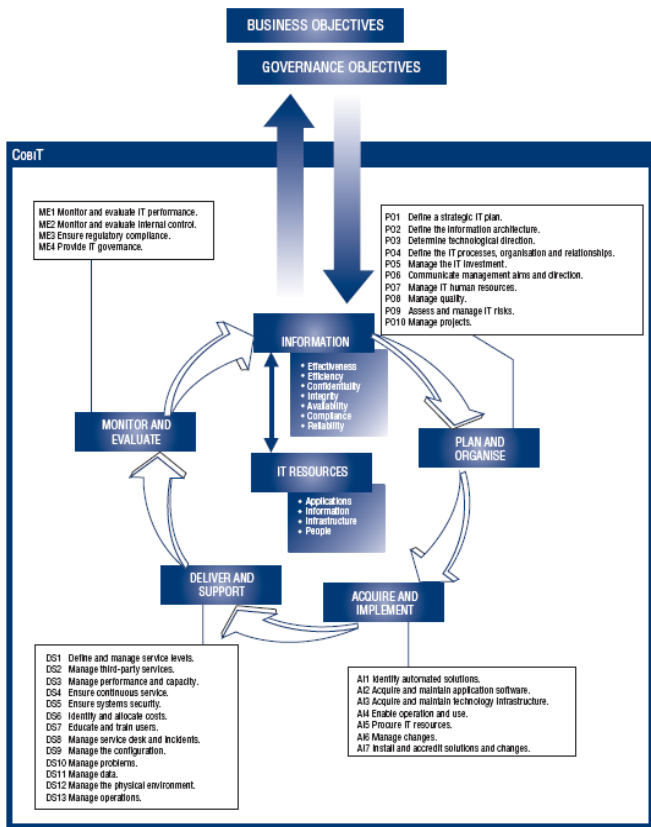 BUSINESS OBJECTIVES
GOVERNANCE OBJECTIVES
COBIT
ME1 Monitor and evaluate IT performance.
ME2 Monitor and evaluate internal control.
ME3 Ensure regulatory compliance.
ME4 Provide IT governance.
PO1 Define a strategic IT plan.
PO2 Define the information architecture.
PO3 Determine technological direction.
PO4 Define the IT processes, organisation and relationships.
PO5 Manage the IT investment.
PO6 Communicate management aims and direction.
PO7 Manage IT human resources.
PO8 Manage quality.
PO9 Assess and manage IT risks.
PO10 Manage projects.
INFORMATION
• Effectiveness
• Efficiency
• Confidentiality
• Integrity
• Availability
• Compliance
• Reliability
MONITOR AND
EVALUATE
PLAN AND
ORGANISE
IT RESOURCES
• Applications
• Information
• Infrastructure
• People
DELIVER AND
SUPPORT
ACQUIRE AND
IMPLEMENT
DS1 Define and manage service levels.
DS2 Manage third-party services.
DS3 Manage performance and capacity.
DS4 Ensure continuous service.
DS5 Ensure systems security.
DS6 Identify and allocate costs.
DS7 Educate and train users.
DS8 Manage service desk and incidents.
DS9 Manage the configuration.
DS10 Manage problems.
DS11 Manage data.
DS12 Manage the physical environment.
DS13 Manage operations.
AI1 Identify automated solutions.
AI2 Acquire and maintain application software.
AI3 Acquire and maintain technology infrastructure.
AI4 Enable operation and use.
AI5 Procure IT resources.
AI6 Manage changes.
AI7 Install and accredit solutions and changes.